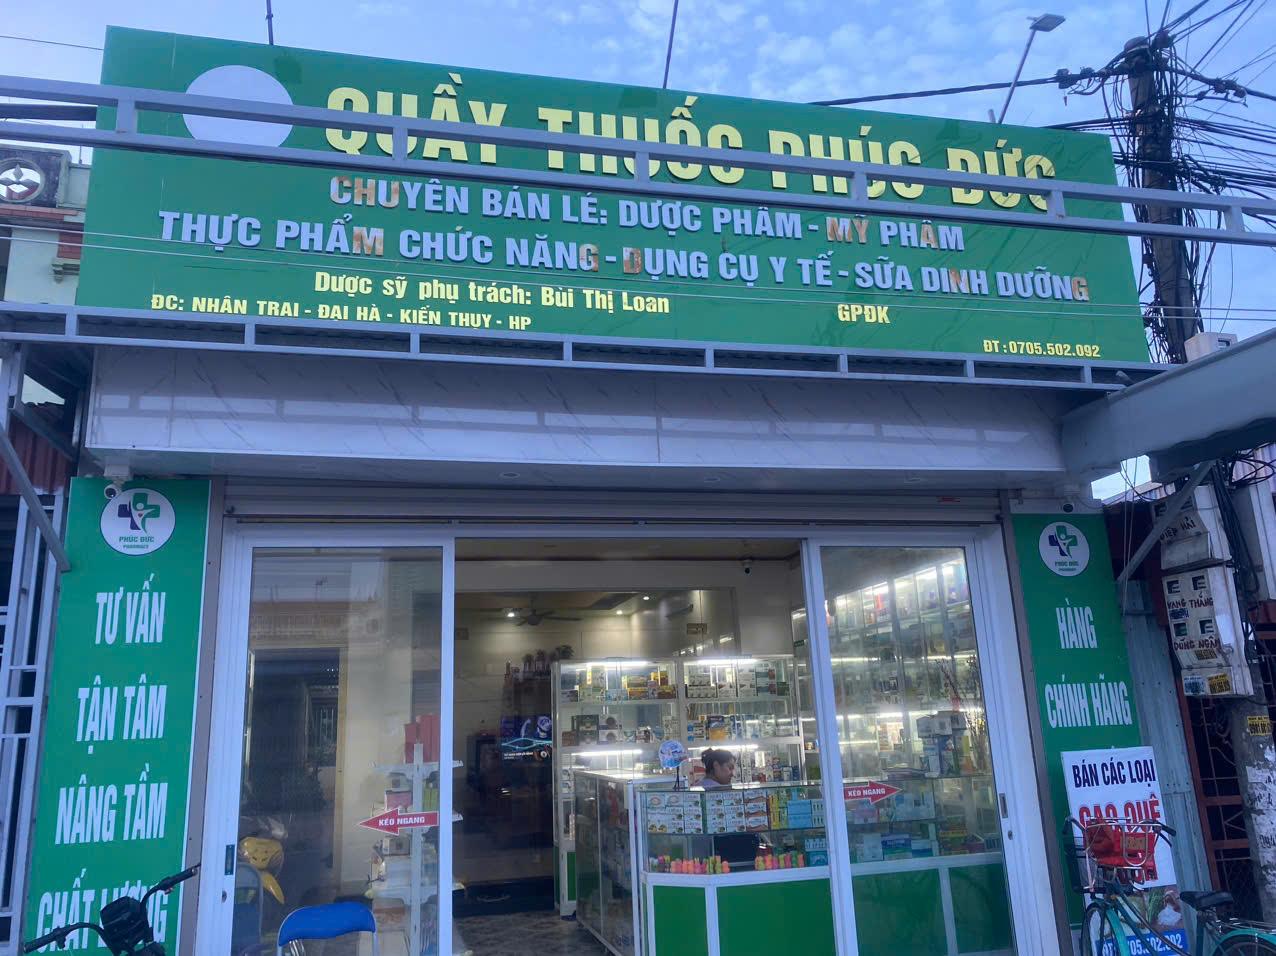 QUẦY THUỐC PHÚC ĐỨC
CHUYÊN BÁN LẺ: DƯỢC PHẨM - MỸ PHẨM
THỰC PHẨM CHỨC NĂNG - DỤNG CỤ Y TẾ - SỮA DINH DƯỠNG
Dược sỹ phụ trách: Bùi Thị Loan
GPĐK
ĐC: NHÂN TRAI - ĐẠI HÀ - KIẾN THỤY - HP
ĐT: 0705.502.092
PHÚC ĐỨC
PHARMACY
TƯ VẤN
TẬN TÂM
NÂNG TẦM
CHẤT LƯỢNG
KÉO NGANG
KÉO NGANG
PHÚC ĐỨC
PHARMACY
HÀNG
CHÍNH HÃNG
BÁN CÁC LOẠI